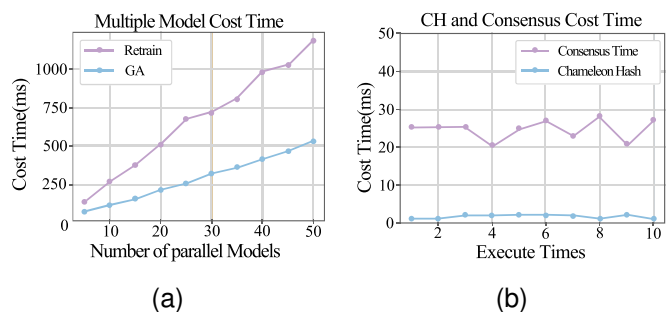 Multiple Model Cost Time
Retrain
GA
Cost Time(ms)
1000
750
500
250
0
10 20 30 40 50
Number of parallel Models
(a)
CH and Consensus Cost Time
Consensus Time
Chameleon Hash
Cost Time(ms)
50
40
30
20
10
0
2 4 6 8 10
Execute Times
(b)